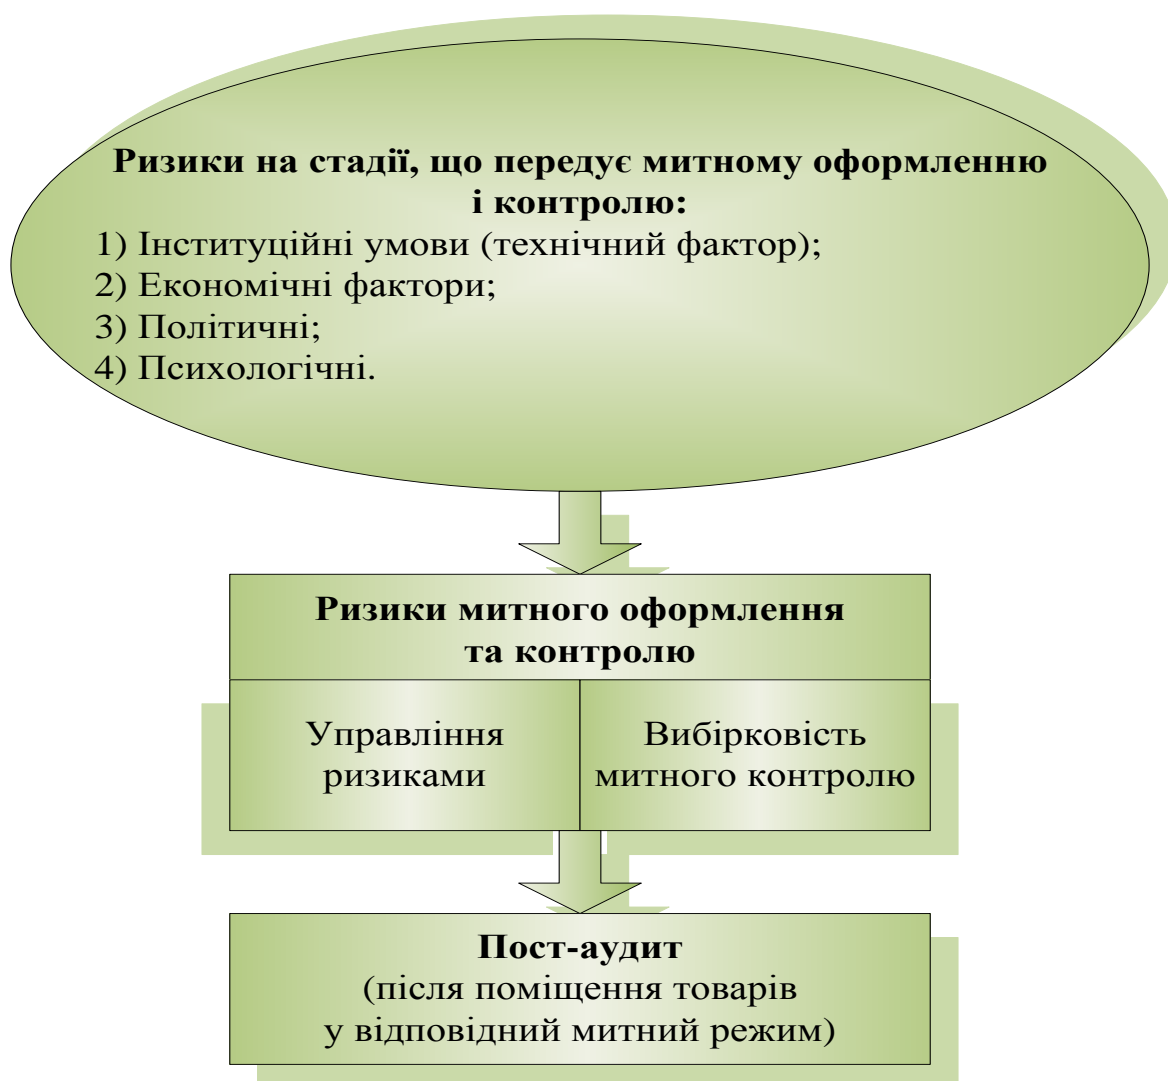 Ризики на стадії, що передує митному оформленню
і контролю:
1) Інституційні умови (технічний фактор);
2) Економічні фактори;
3) Політичні;
4) Психологічні.
Ризики митного оформлення
та контролю
Управління
ризиками
Вибірковість
митного контролю
Пост-аудит
(після поміщення товарів
у відповідний митний режим)